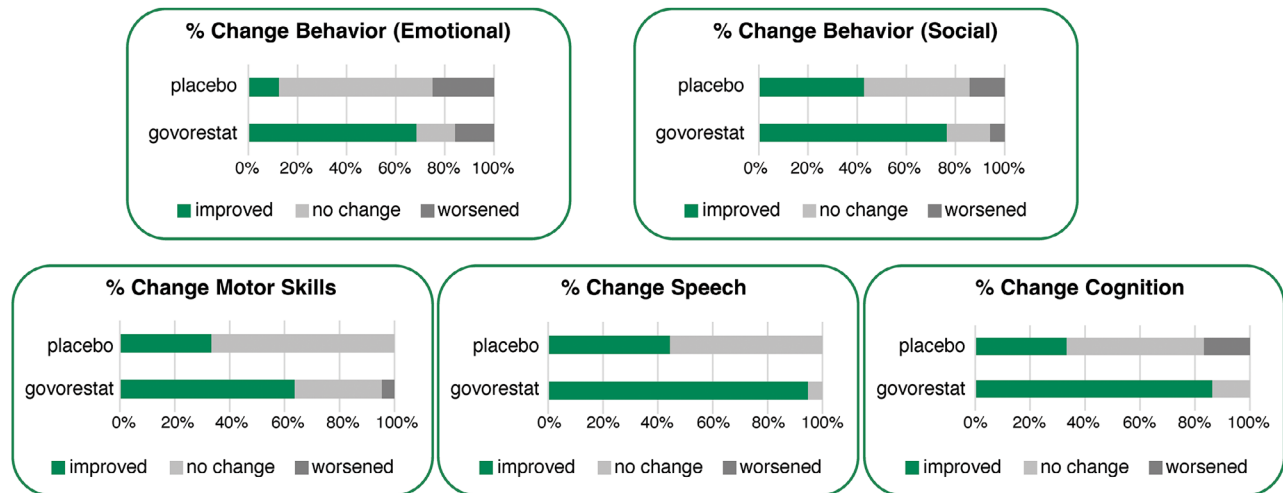 % Change Behavior (Emotional)
placebo
govorestat
0% 20% 40% 60% 80% 100%
improved no change worsened
% Change Behavior (Social)
placebo
govorestat
0% 20% 40% 60% 80% 100%
improved no change worsened
% Change Motor Skills
placebo
govorestat
0% 20% 40% 60% 80% 100%
improved no change worsened
% Change Speech
placebo
govorestat
0% 20% 40% 60% 80% 100%
improved no change worsened
% Change Cognition
placebo
govorestat
0% 20% 40% 60% 80% 100%
improved no change worsened